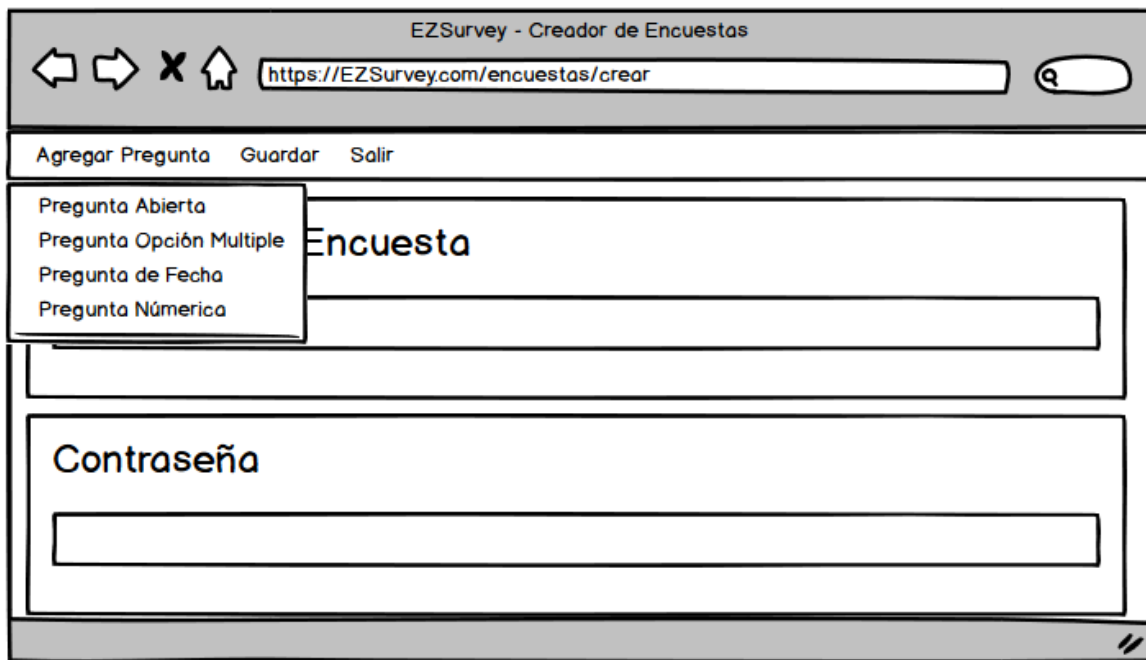 EZSurvey - Creador de Encuestas
https://EZSurvey.com/encuestas/crear
Agregar Pregunta Guardar Salir
Pregunta Abierta
Pregunta Opción Multiple
Pregunta de Fecha
Pregunta Númerica
Encuesta
Contraseña